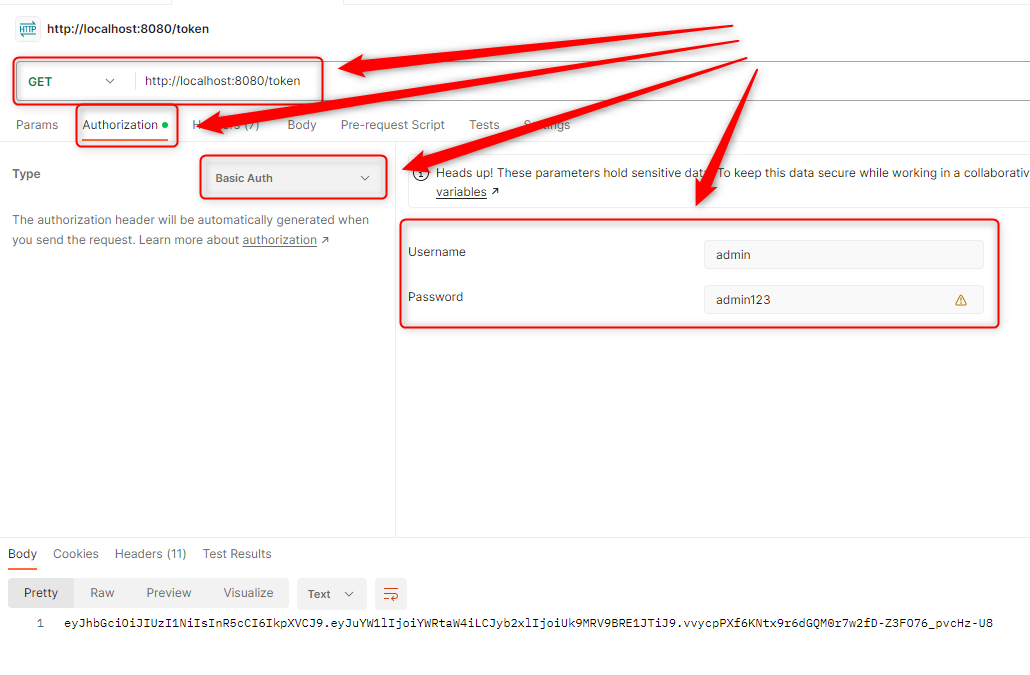 HTTP http://localhost:8080/token
GET http://localhost:8080/token
Params Authorization (7) Body Pre-request Script Tests
Type Basic Auth
Heads up! These parameters hold sensitive To keep this data secure while working in a collaborativ
variables ↗
The authorization header will be automatically generated when
you send the request. Learn more about authorization ↗
Username admin
Password admin123
Body Cookies Headers (11) Test Results
Pretty Raw Preview Visualize Text
1 eyJhbGciOiJIUzI1NiIsInR5cCI6IkpXVCJ9.eyJuYW1lIjoiYWRtaW4iLCJyb2xlIjoiUk9MRV9BRE1JTiJ9.vvycpPXf6KNtx9r6dGQM0r7w2fD-Z3FO76_pvcHz-U8